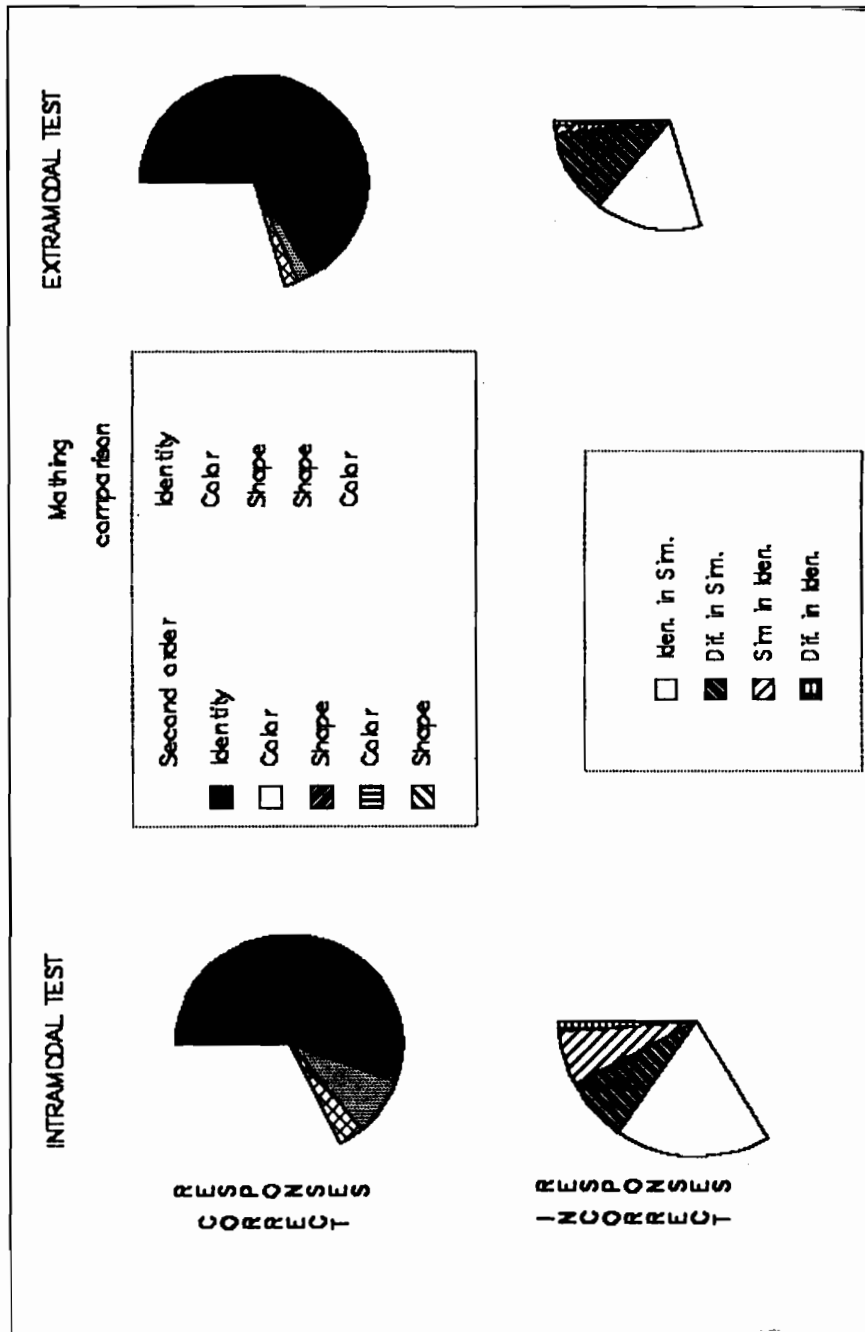 INTRAMODAL TEST
EXTRAMODAL TEST
Mathing
comparison
Second order
Identity Identity
Color Color
Shape Shape
Color Shape
Shape Color
RESPONSES
CORRECT
Iden. in Sim.
Dif. in Sim.
Sim in Iden.
Dif. in Iden.
RESPONSES
INCORRECT